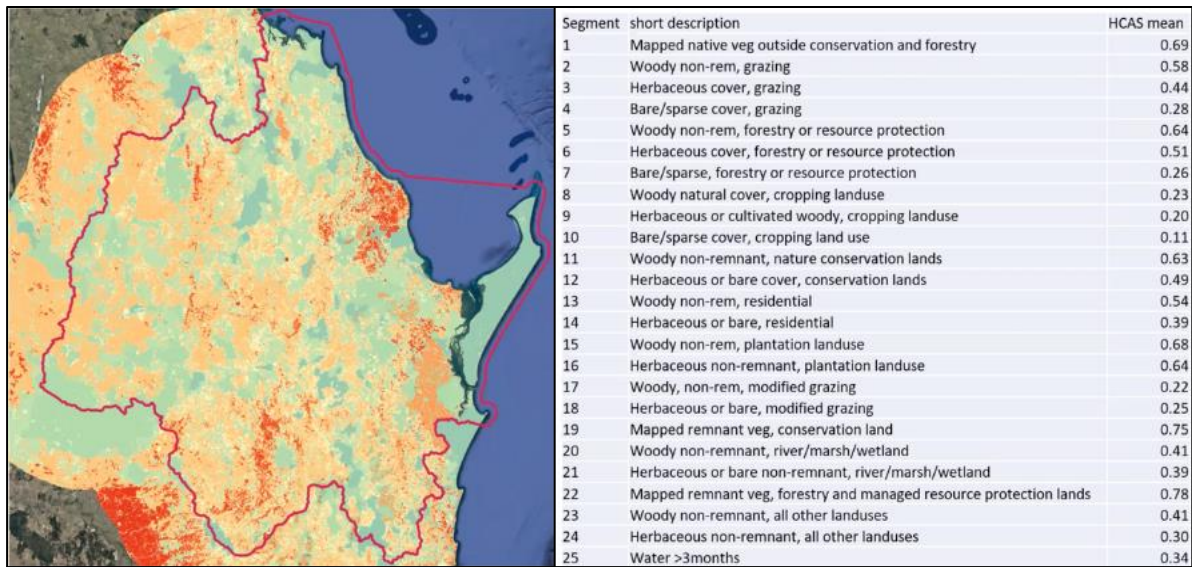 Segment short description HCAS mean
1 Mapped native veg outside conservation and forestry 0.69
2 Woody non-rem, grazing 0.58
3 Herbaceous cover, grazing 0.44
4 Bare/sparse cover, grazing 0.28
5 Woody non-rem, forestry or resource protection 0.64
6 Herbaceous cover, forestry or resource protection 0.51
7 Bare/sparse, forestry or resource protection 0.26
8 Woody natural cover, cropping landuse 0.23
9 Herbaceous or cultivated woody, cropping landuse 0.20
10 Bare/sparse cover, cropping land use 0.11
11 Woody non-remnant, nature conservation lands 0.63
12 Herbaceous or bare cover, conservation lands 0.49
13 Woody non-rem, residential 0.54
14 Herbaceous or bare, residential 0.39
15 Woody non-rem, plantation landuse 0.68
16 Herbaceous non-remnant, plantation landuse 0.64
17 Woody, non-rem, modified grazing 0.22
18 Herbaceous or bare, modified grazing 0.25
19 Mapped remnant veg, conservation land 0.75
20 Woody non-remnant, river/marsh/wetland 0.41
21 Herbaceous or bare non-remnant, river/marsh/wetland 0.39
22 Mapped remnant veg, forestry and managed resource protection lands 0.78
23 Woody non-remnant, all other landuses 0.41
24 Herbaceous non-remnant, all other landuses 0.30
25 Water >3months 0.34